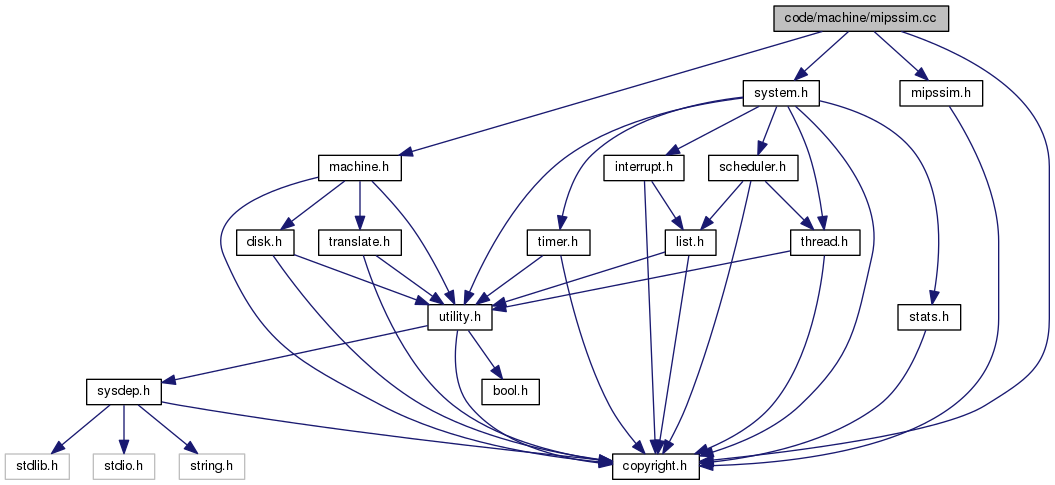 code/machine/mipssim.cc
system.h
mipssim.h
machine.h
interrupt.h
scheduler.h
disk.h
translate.h
timer.h
list.h
thread.h
utility.h
stats.h
sysdep.h
bool.h
stdlib.h
stdio.h
string.h
copyright.h